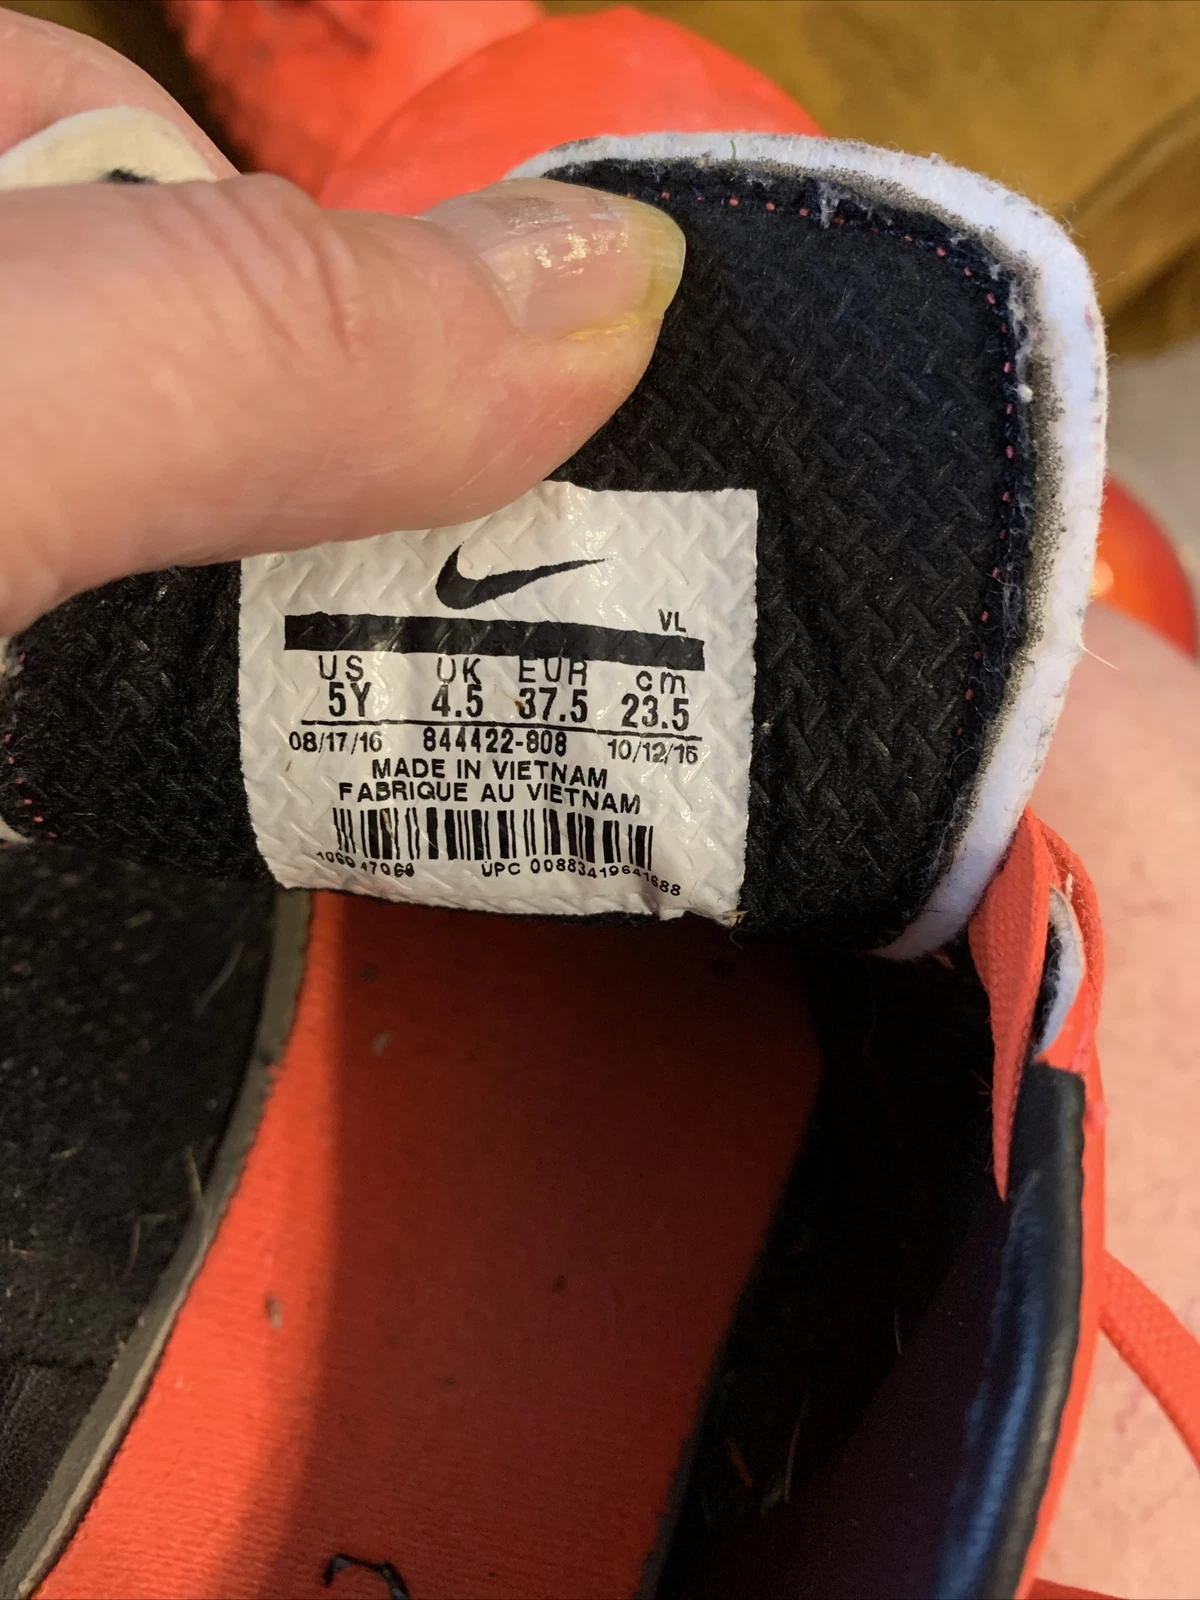 VL
US UK EUR cm
5Y 4.5 37.5 23.5
08/17/16 844422-808 10/12/16
MADE IN VIETNAM
FABRIQUE AU VIETNAM
UPC 00883419641688